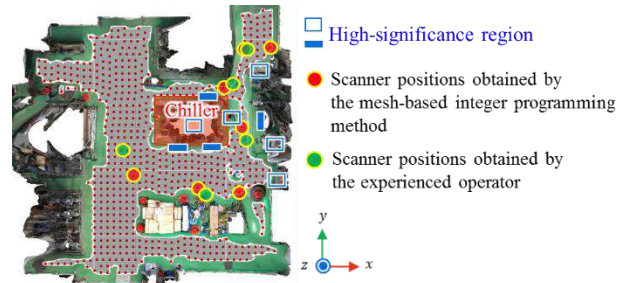 Chiller
High-significance region
Scanner positions obtained by
the mesh-based integer programming
method
Scanner positions obtained by
the experienced operator
y
z
x